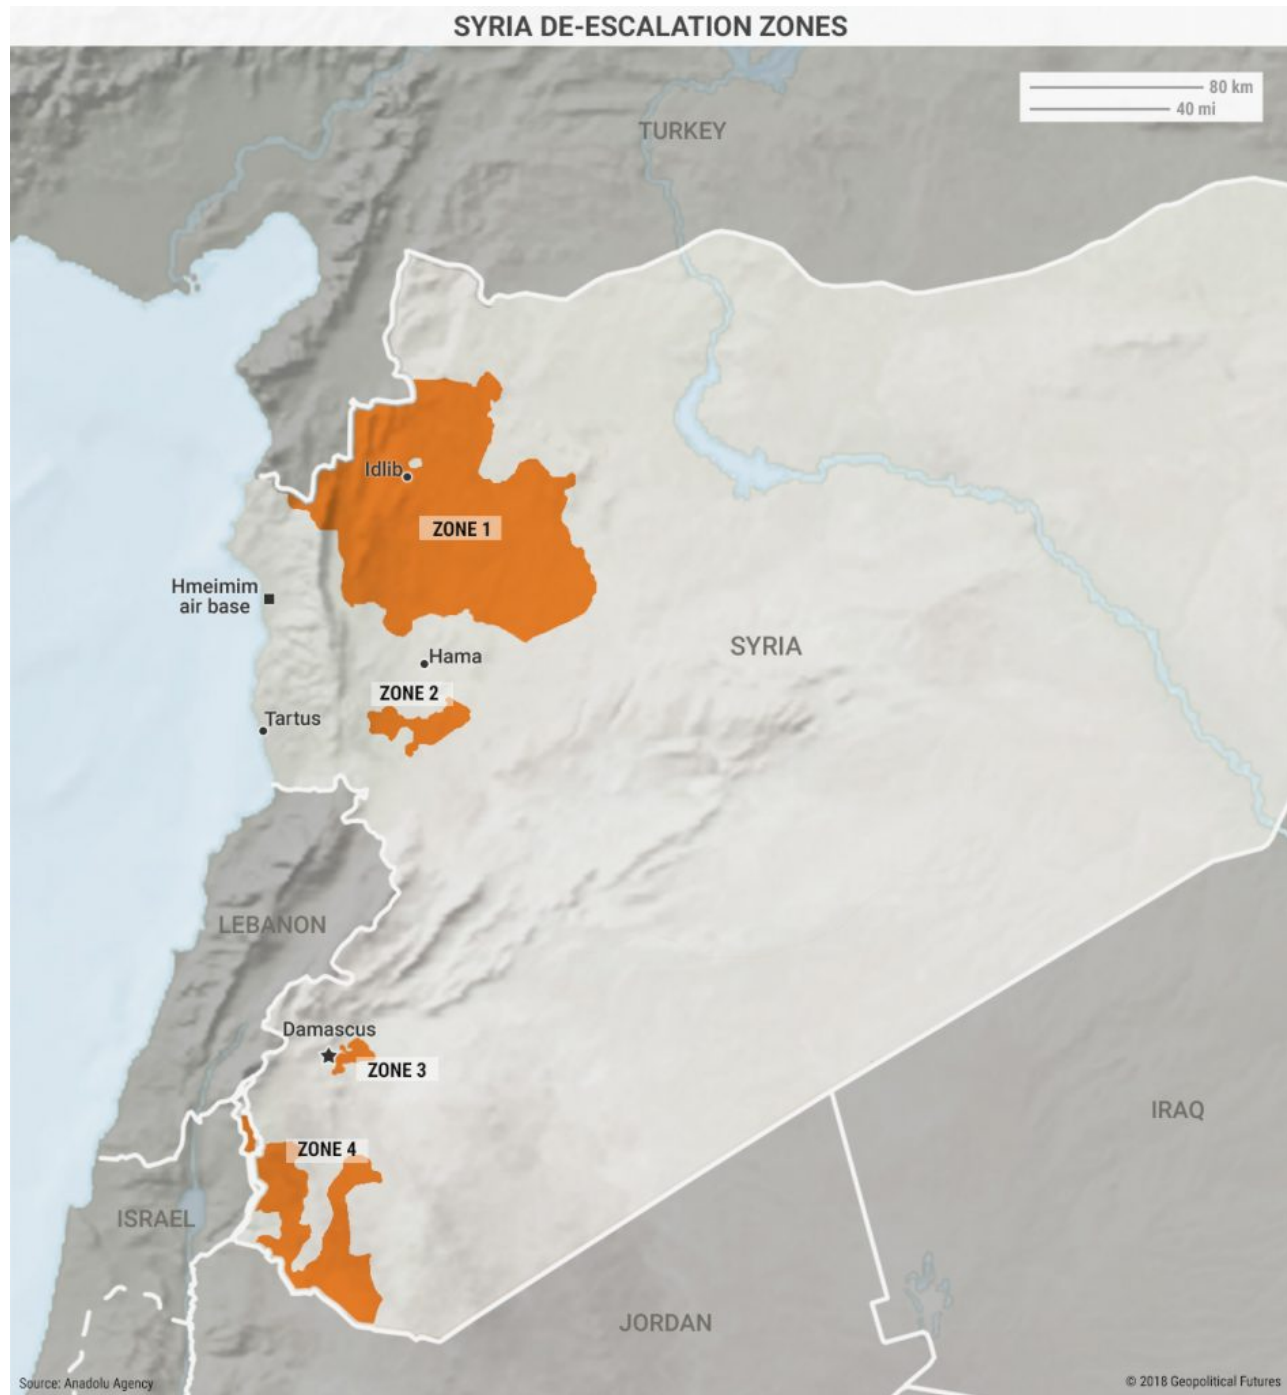 SYRIA DE-ESCALATION ZONES
80 km
40 mi
TURKEY
Idlib
ZONE 1
Hmeimim
air base
SYRIA
Hama
ZONE 2
Tartus
LEBANON
Damascus
ZONE 3
IRAQ
ZONE 4
ISRAEL
JORDAN
Source: Anadolu Agency
© 2018 Geopolitical Futures